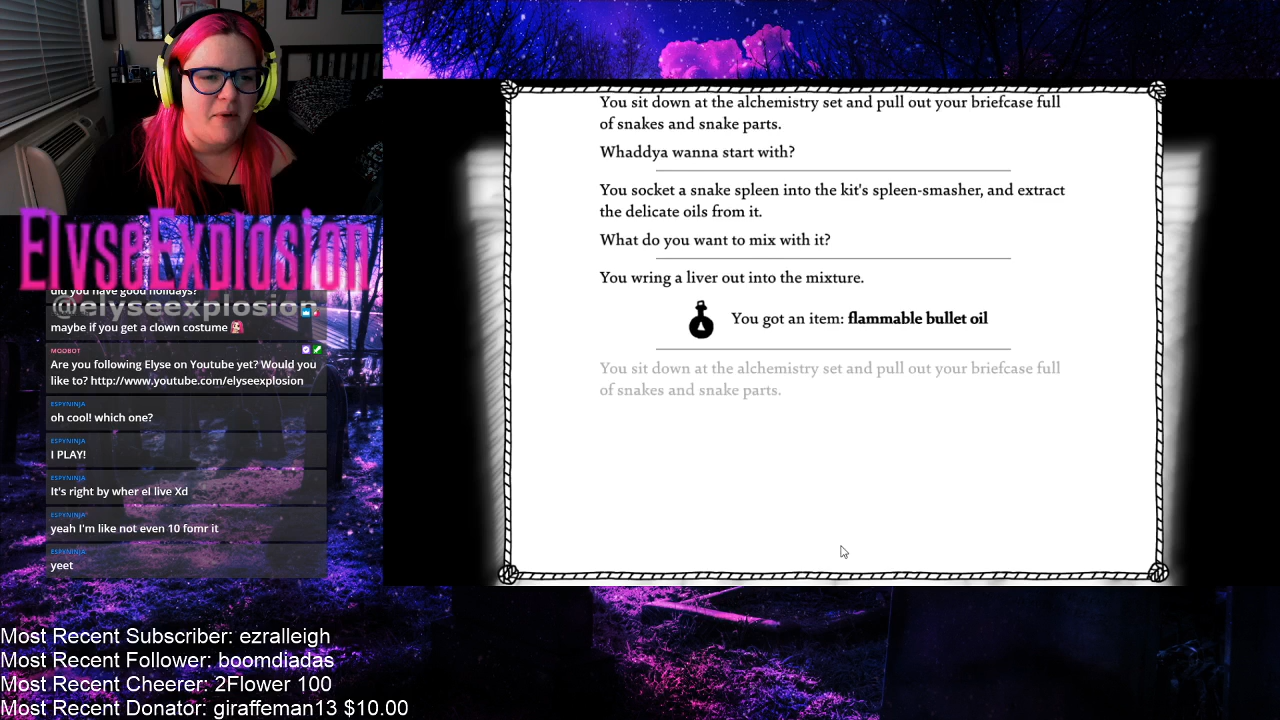 You sit down at the alchemistry set and pull out your briefcase full
of snakes and snake parts.
Whaddya wanna start with?
You socket a snake spleen into the kit's spleen-smasher, and extract
the delicate oils from it.
What do you want to mix with it?
You wring a liver out into the mixture.
You got an item: flammable bullet oil
You sit down at the alchemistry set and pull out your briefcase full
of snakes and snake parts.
ElyseExplosion
did you have good holidays?
@elyseexplosion
maybe if you get a clown costume
MODBOT
Are you following Elyse on Youtube yet? Would you
like to? http://www.youtube.com/elyseexplosion
ESPYNINJA
oh cool! which one?
ESPYNINJA
I PLAY!
ESPYNINJA
It's right by wher eI live Xd
ESPYNINJA
yeah I'm like not even 10 fomr it
ESPYNINJA
yeet
Most Recent Subscriber: ezralleigh
Most Recent Follower: boomdiadas
Most Recent Cheerer: 2Flower 100
Most Recent Donator: giraffeman13 $10.00